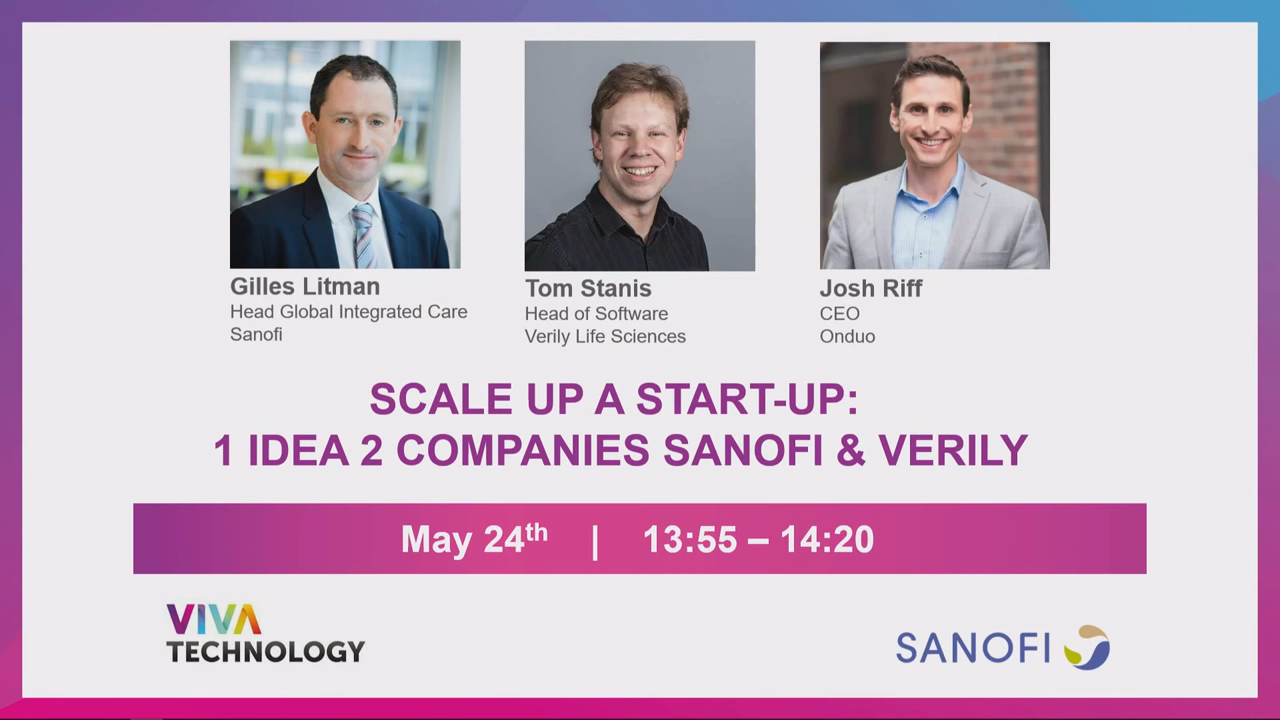 Gilles Litman
Head Global Integrated Care
Sanofi
Tom Stanis
Head of Software
Verily Life Sciences
Josh Riff
CEO
Onduo
SCALE UP A START-UP:
1 IDEA 2 COMPANIES SANOFI & VERILY
May 24th | 13:55 – 14:20
VIVA
TECHNOLOGY
SANOFI